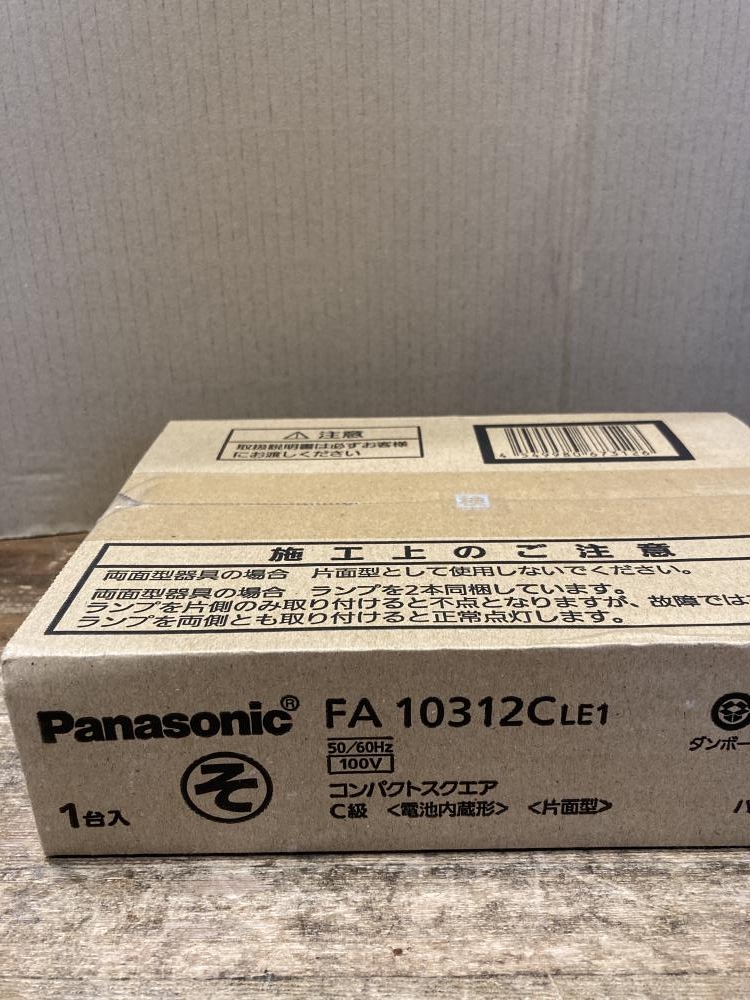 ⚠ 注意
取扱説明書は必ずお客様
にお渡しください
施工上のご注意
両面型器具の場合 片面型として使用しないでください。
両面型器具の場合 ランプを2本同梱しています。
ランプを片側のみ取り付けると不点となりますが、故障では
ランプを両側とも取り付けると正常点灯します。
Panasonic® FA 10312C LE1
50/60Hz
100V
ダンボー
そ
コンパクトスクエア
1台入
C級 <電池内蔵形> <片面型>